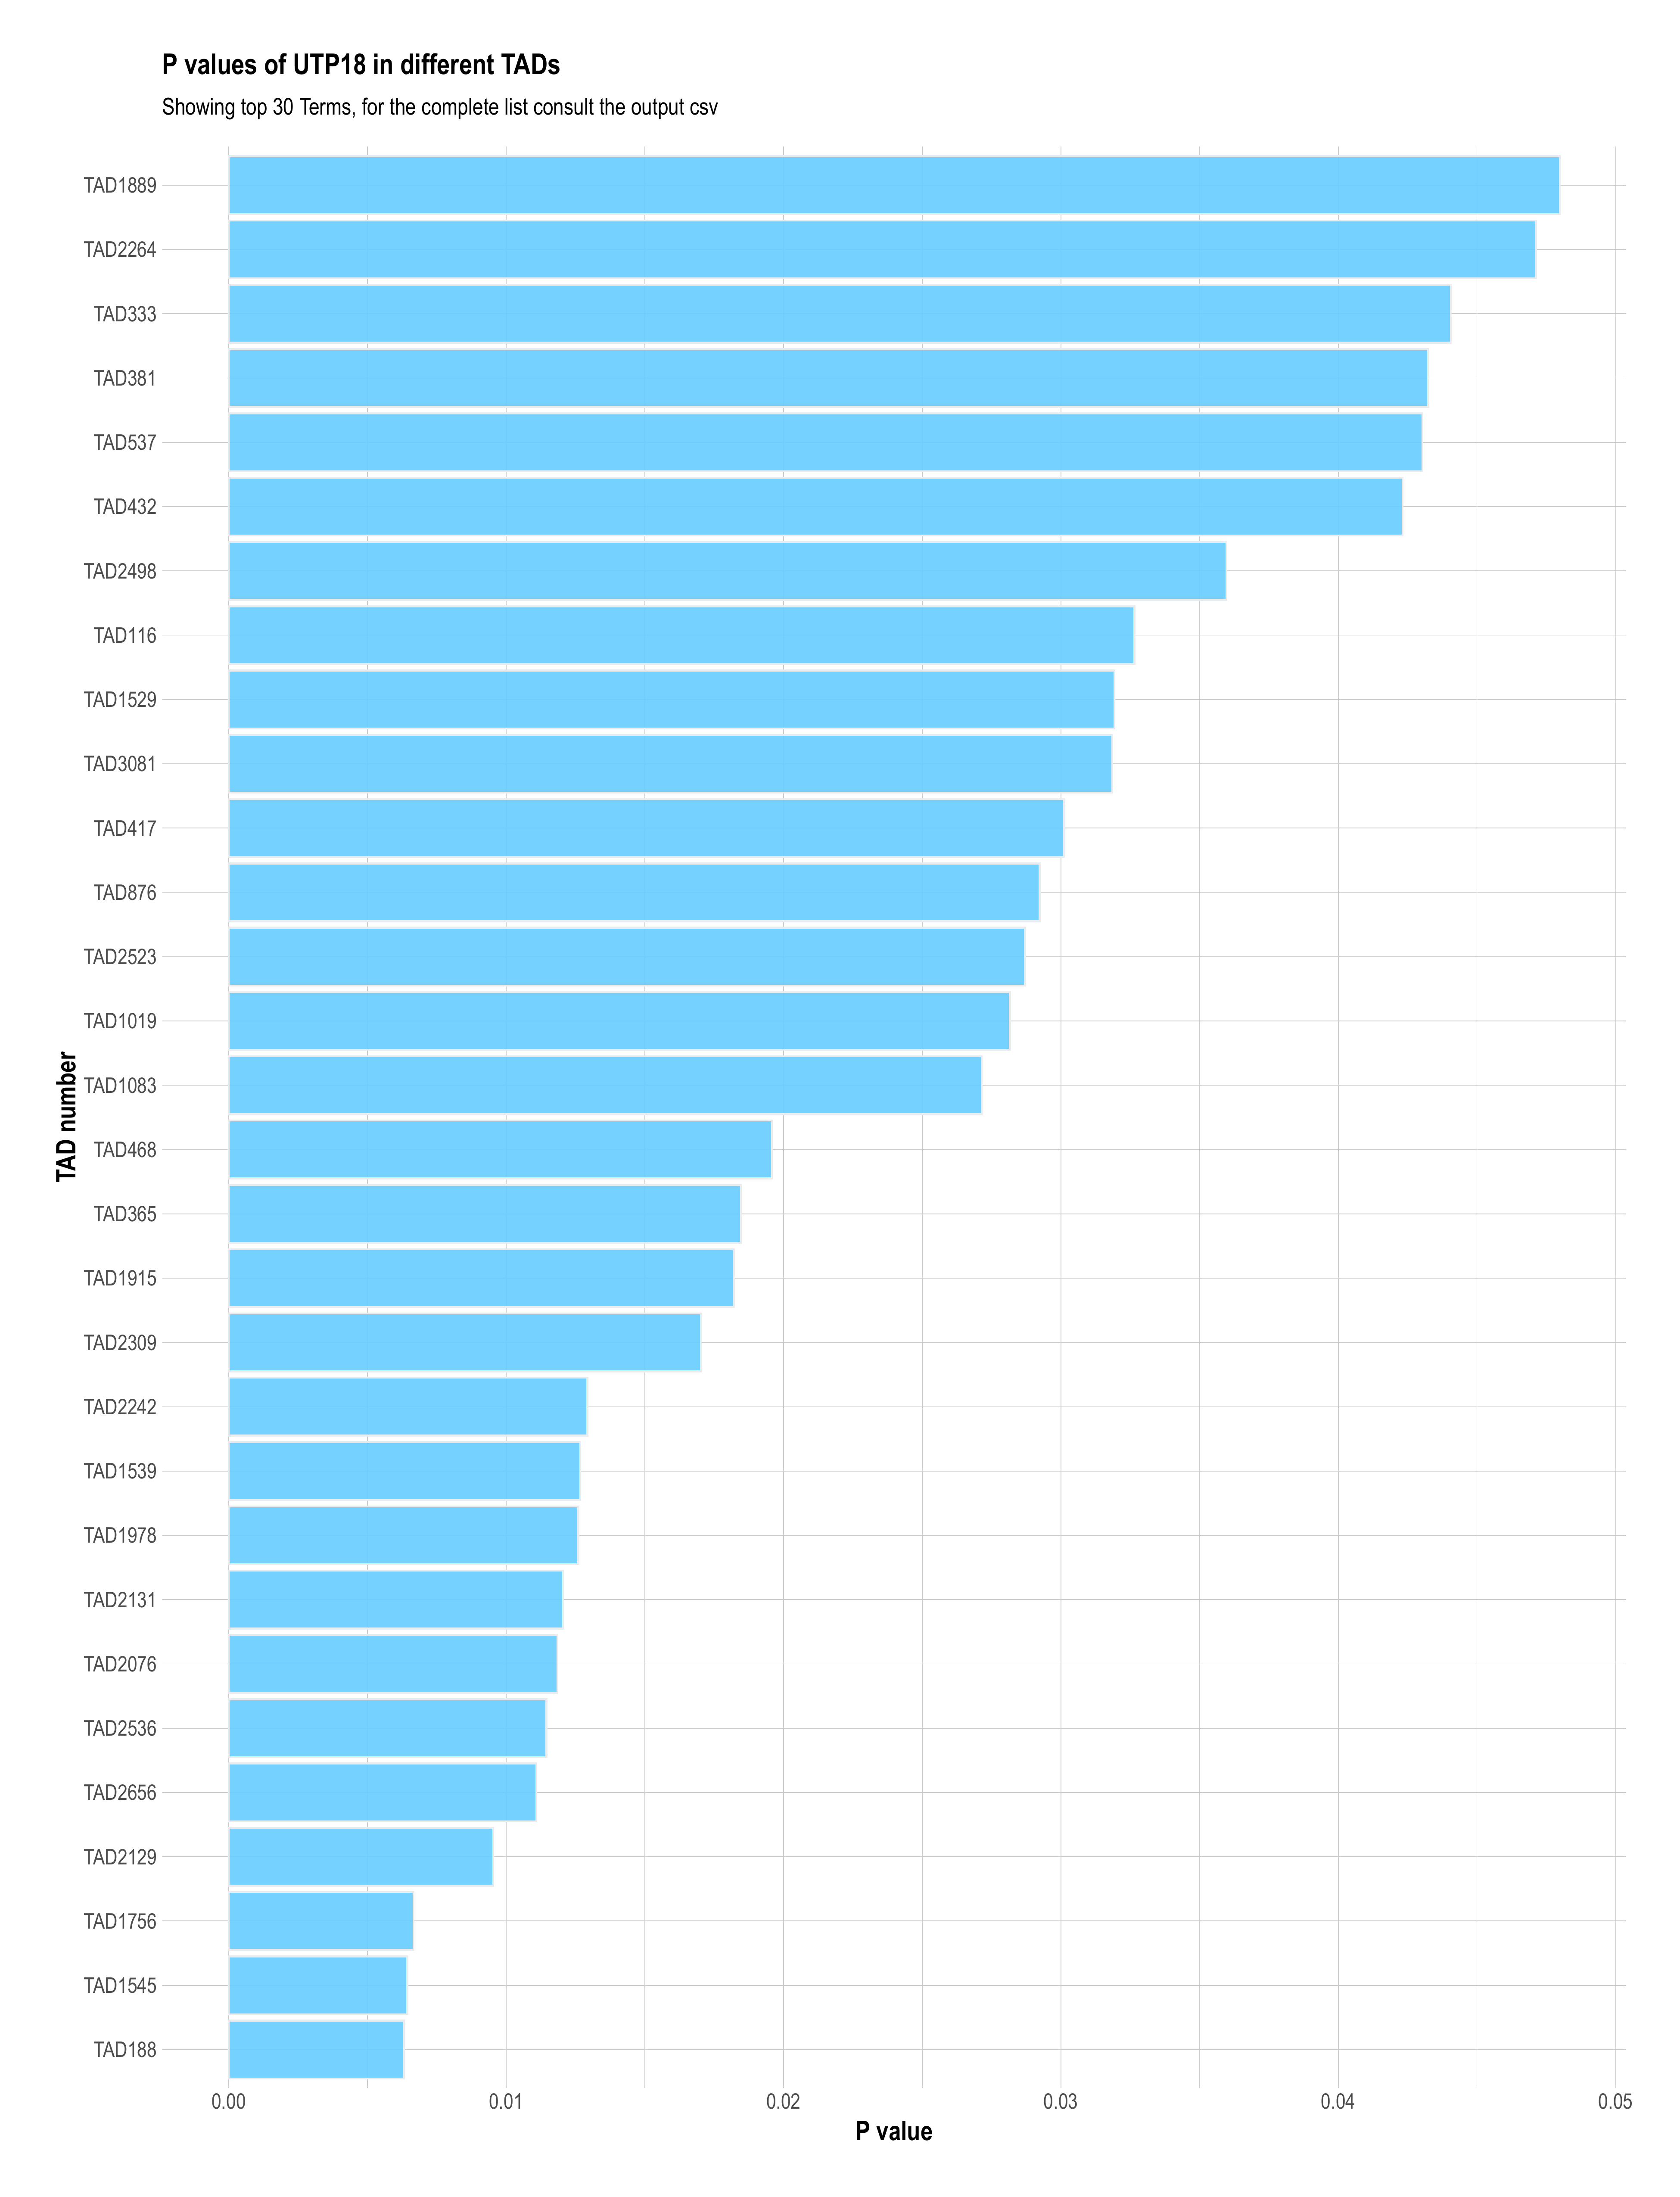 P values of UTP18 in different TADs
Showing top 30 Terms, for the complete list consult the output csv
TAD number
TAD1889
TAD2264
TAD333
TAD381
TAD537
TAD432
TAD2498
TAD116
TAD1529
TAD3081
TAD417
TAD876
TAD2523
TAD1019
TAD1083
TAD468
TAD365
TAD1915
TAD2309
TAD2242
TAD1539
TAD1978
TAD2131
TAD2076
TAD2536
TAD2656
TAD2129
TAD1756
TAD1545
TAD188
0.00 0.01 0.02 0.03 0.04 0.05
P value